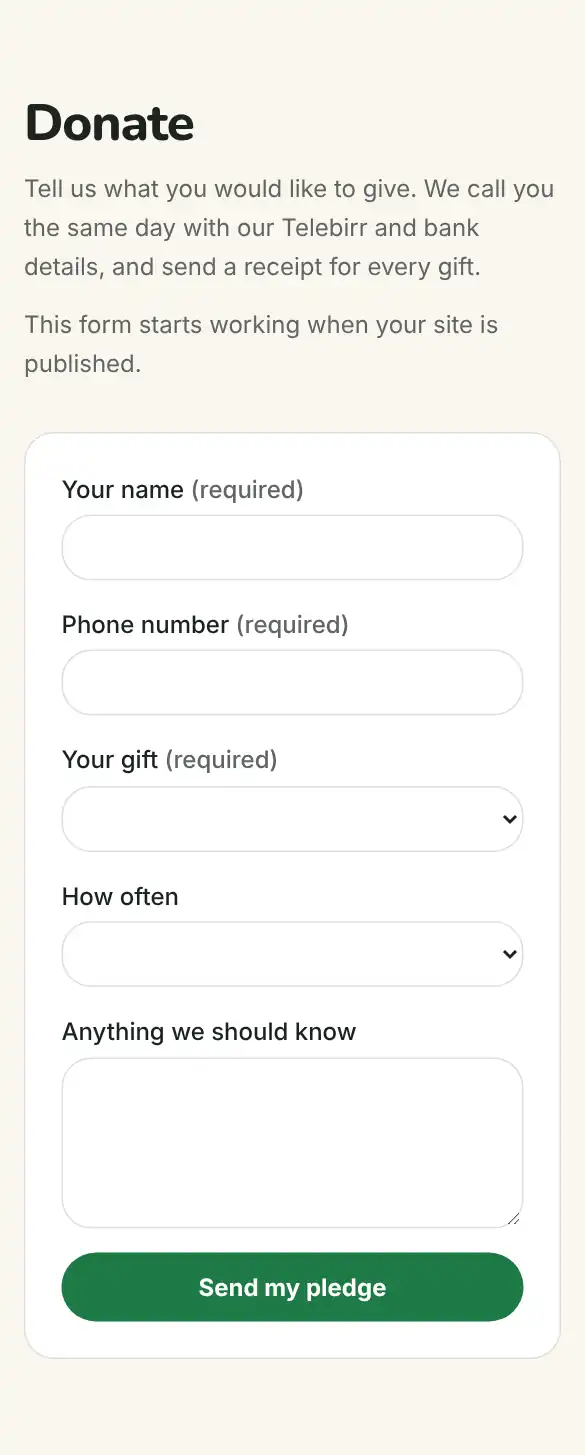 Donate
Tell us what you would like to give. We call you
the same day with our Telebirr and bank
details, and send a receipt for every gift.
This form starts working when your site is
published.
Your name (required)
Phone number (required)
Your gift (required)
How often
Anything we should know
Send my pledge